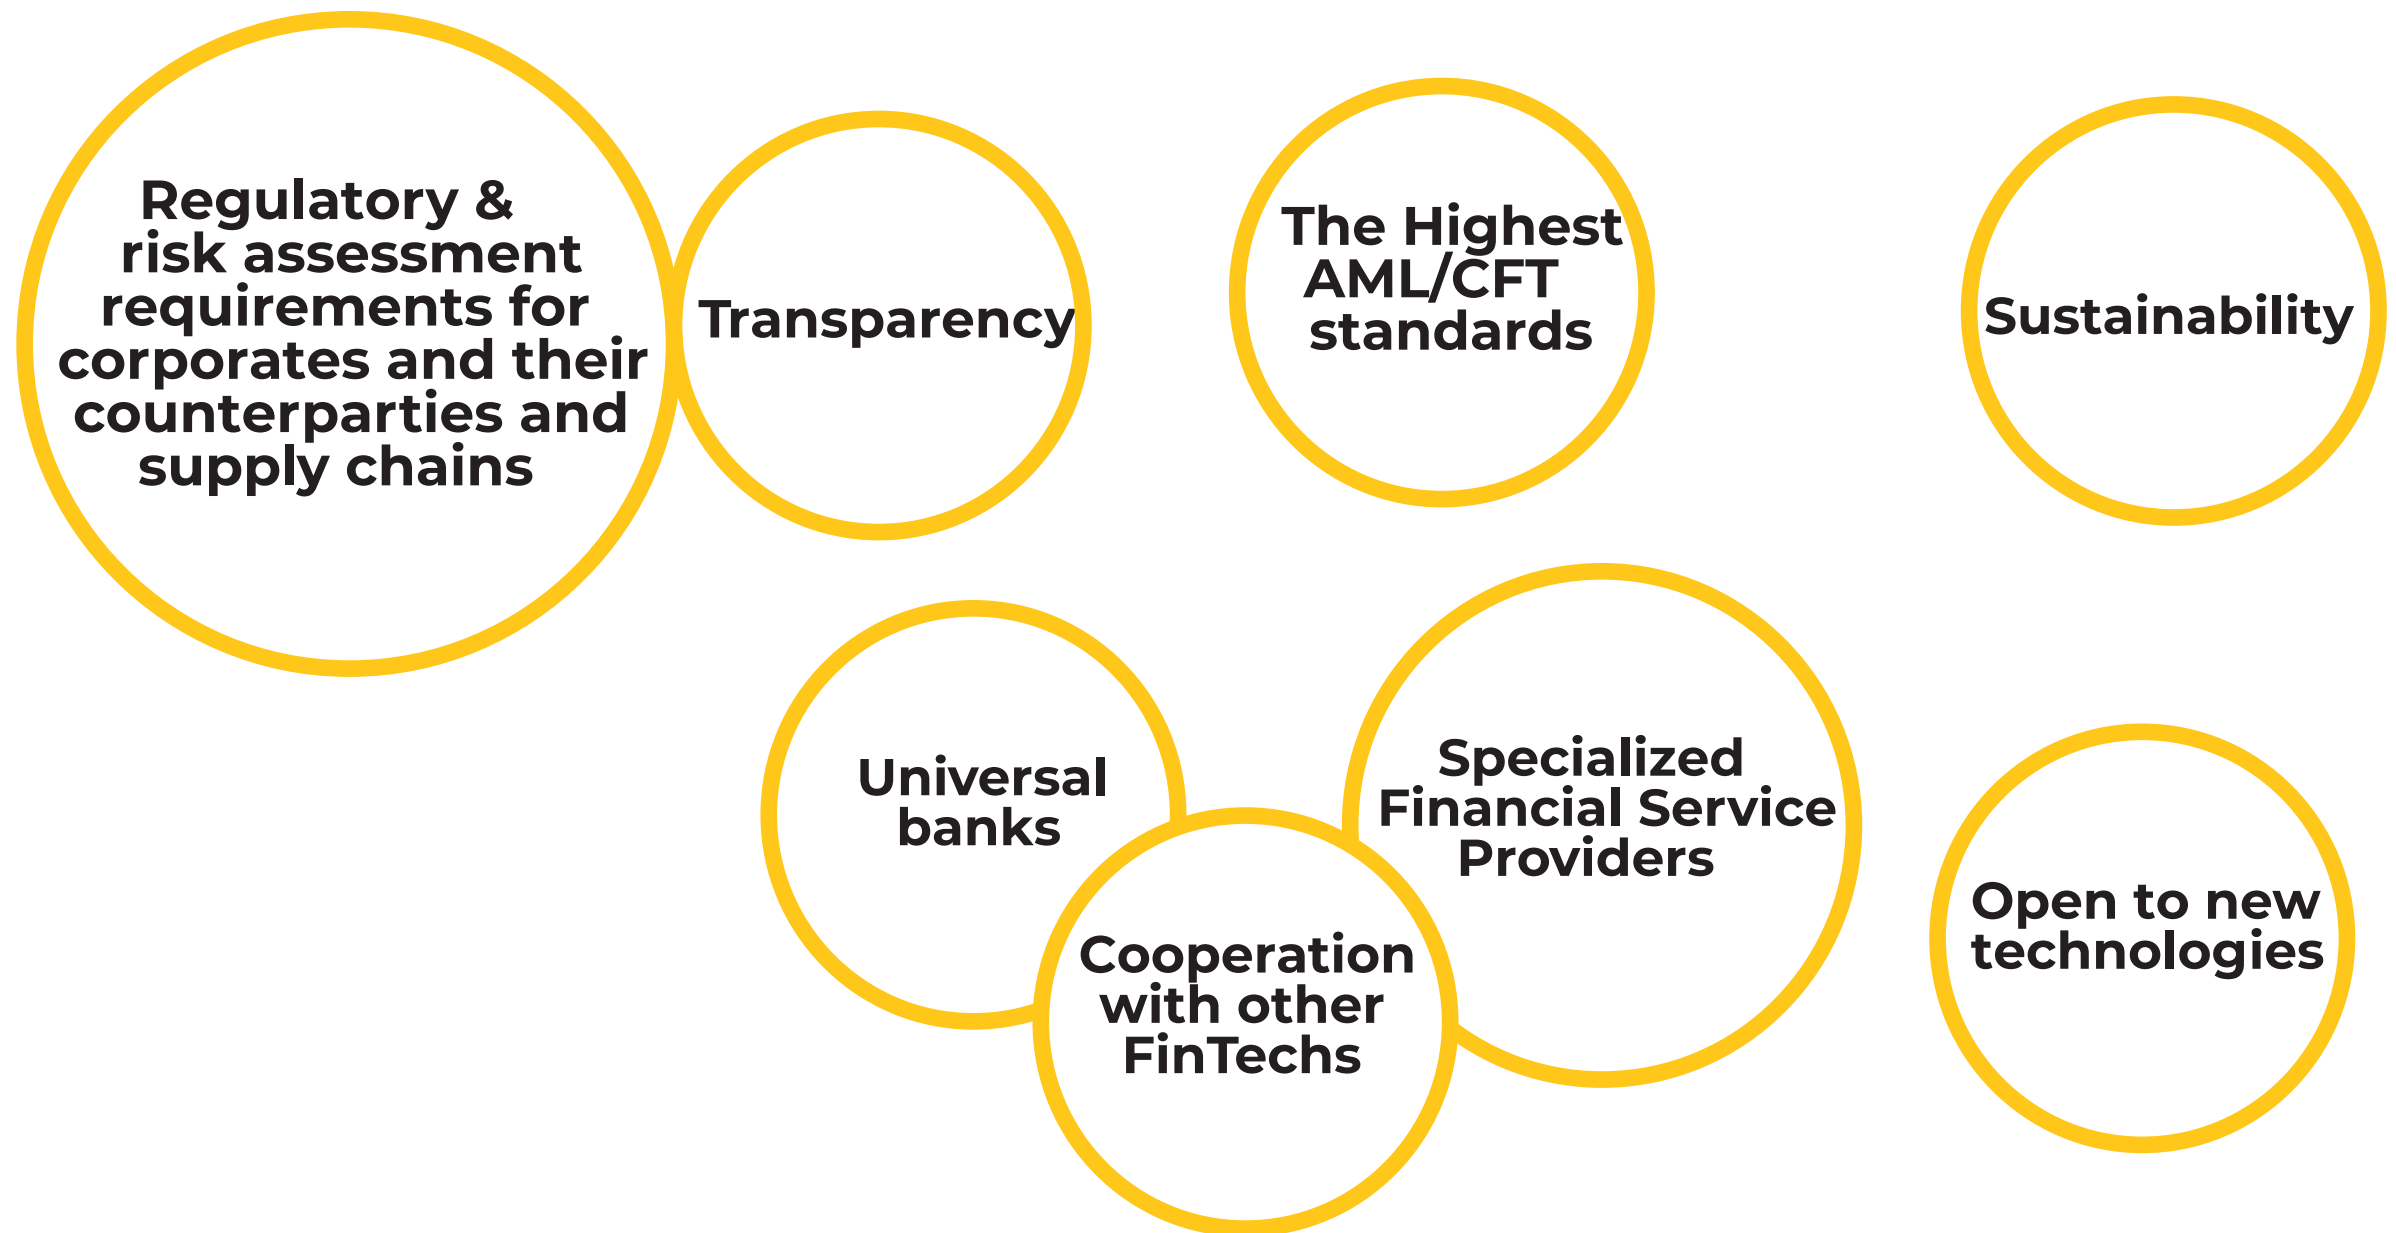 Regulatory &
risk assessment
requirements for
corporates and their
counterparties and
supply chains
Transparency
The Highest
AML/CFT
standards
Sustainability
Universal
banks
Cooperation
with other
FinTechs
Specialized
Financial Service
Providers
Open to new
technologies